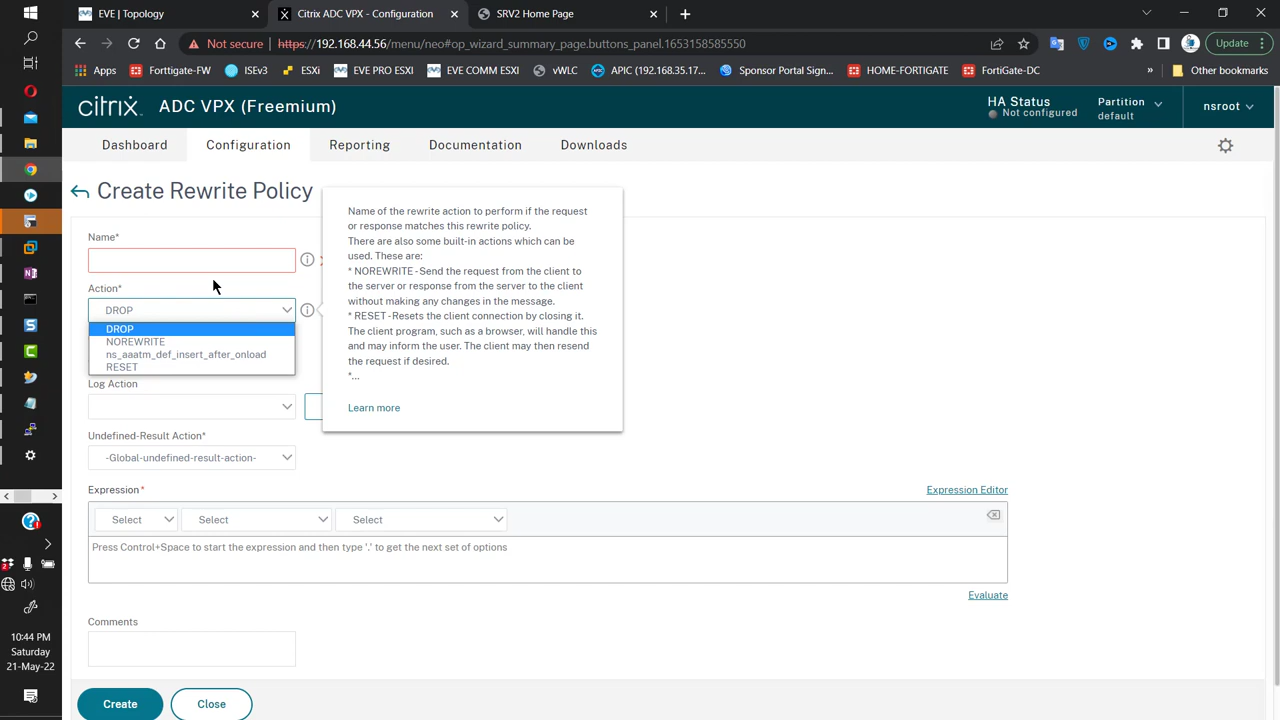 EVE | Topology
Citrix ADC VPX - Configuration
SRV2 Home Page
Not secure
https://192.168.44.56/menu/neo#op_wizard_summary_page.buttons_panel.1653158585550
Update
Apps
Forttigate-FW
ISEv3
ESXi
EVE PRO ESXI
EVE COMM ESXI
vWLC
APIC (192.168.35.17...
Sponsor Portal Sign...
HOME-FORTIGATE
FortiGate-DC
»
Other bookmarks
citrix ADC VPX (Freemium)
HA Status
Not configured
Partition
default
nsroot
Dashboard
Configuration
Reporting
Documentation
Downloads
Create Rewrite Policy
Name*
Action*
DROP
DROP
NOREWRITE
ns_aaatm_def_insert_after_onload
RESET
Name of the rewrite action to perform if the request
or response matches this rewrite policy.
There are also some built-in actions which can be
used. These are:
* NOREWRITE - Send the request from the client to
the server or response from the server to the client
without making any changes in the message.
* RESET - Resets the client connection by closing it.
The client program, such as a browser, will handle this
and may inform the user. The client may then resend
the request if desired.
*...
Learn more
Log Action
Undefined-Result Action*
-Global-undefined-result-action-
Expression *
Expression Editor
Select
Select
Select
Press Control+Space to start the expression and then type '.' to get the next set of options
Evaluate
Comments
Create
Close
10:44 PM
Saturday
21-May-22